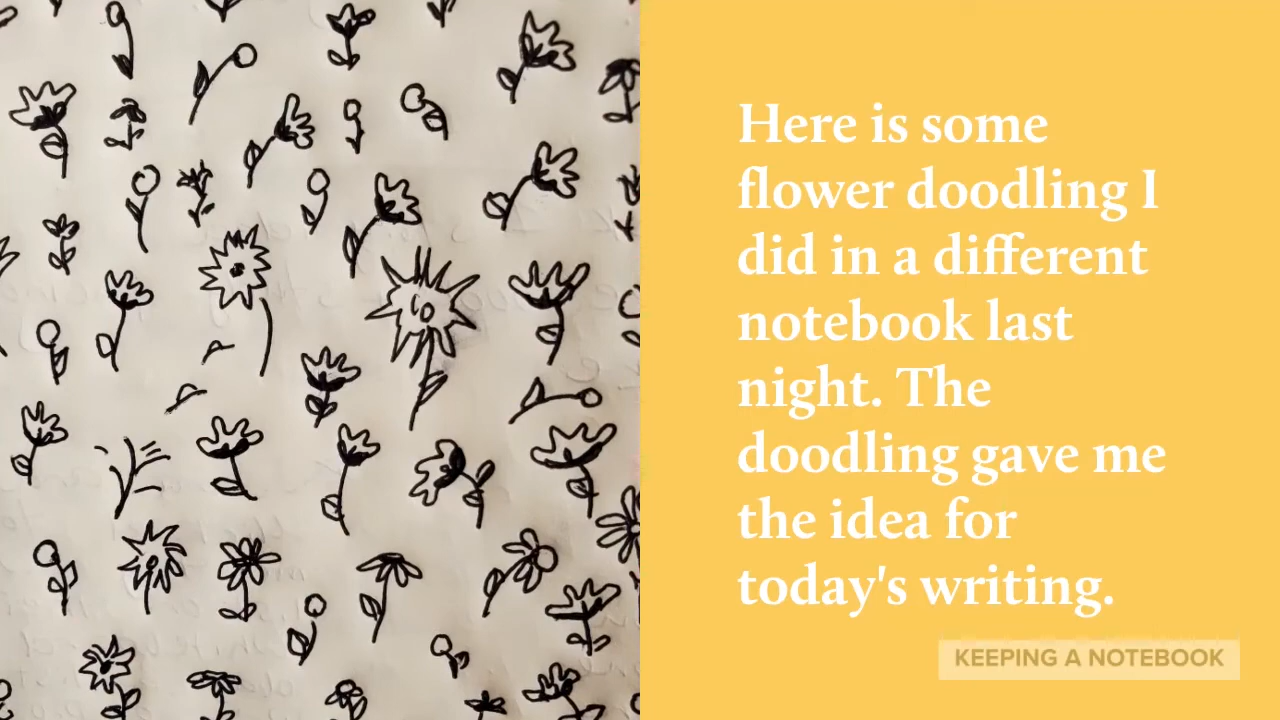 Here is some
flower doodling I
did in a different
notebook last
night. The
doodling gave me
the idea for
today's writing.
KEEPING A NOTEBOOK